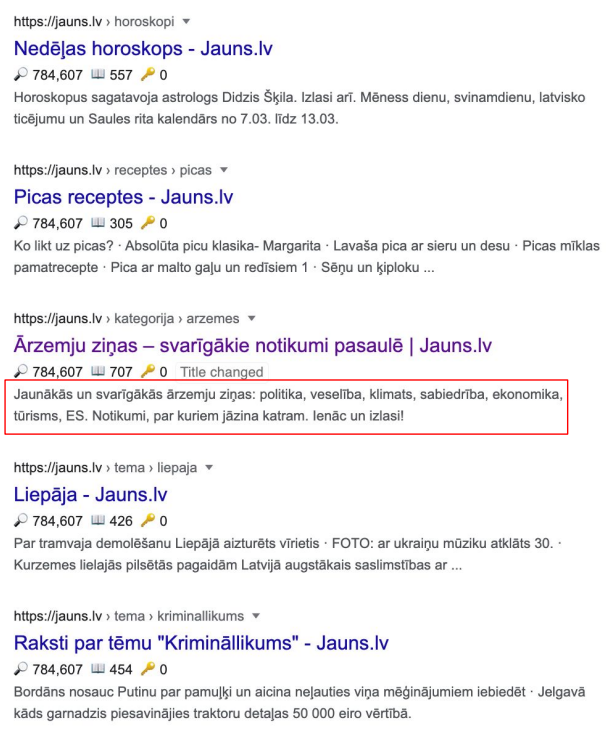 https://jauns.lv › horoskopi
Nedēļas horoskops - Jauns.lv
784,607 557 0
Horoskopus sagatavoja astrologs Didzis Šķila. Izlasi arī. Mēness dienu, svinamdienu, latvisko
ticējumu un Saules rita kalendārs no 7.03. līdz 13.03.
https://jauns.lv › receptes › picas
Picas receptes - Jauns.lv
784,607 305 0
Ko likt uz picas? · Absolūta picu klasika- Margarita · Lavaša pica ar sieru un desu · Picas mīklas
pamatrecepte · Pica ar malto gaļu un redīsiem 1 · Sēņu un ķiploku ...
https://jauns.lv › kategorija › arzemes
Ārzemju ziņas – svarīgākie notikumi pasaulē | Jauns.lv
784,607 707 0 Title changed
Jaunākās un svarīgākās ārzemju ziņas: politika, veselība, klimats, sabiedrība, ekonomika,
tūrisms, ES. Notikumi, par kuriem jāzina katram. Ienāc un izlasi!
https://jauns.lv › tema › liepaja
Liepāja - Jauns.lv
784,607 426 0
Par tramvaja demolēšanu Liepājā aizturēts vīrietis · FOTO: ar ukraiņu mūziku atklāts 30. ·
Kurzemes lielajās pilsētās pagaidām Latvijā augstākais saslimstības ar ...
https://jauns.lv › tema › kriminallikums
Raksti par tēmu "Krimināllikums" - Jauns.lv
784,607 454 0
Bordāns nosauc Putinu par pamuļķi un aicina neļauties viņa mēģinājumiem iebiedēt · Jelgavā
kāds garnadzis piesavinājies traktoru detaļas 50 000 eiro vērtībā.